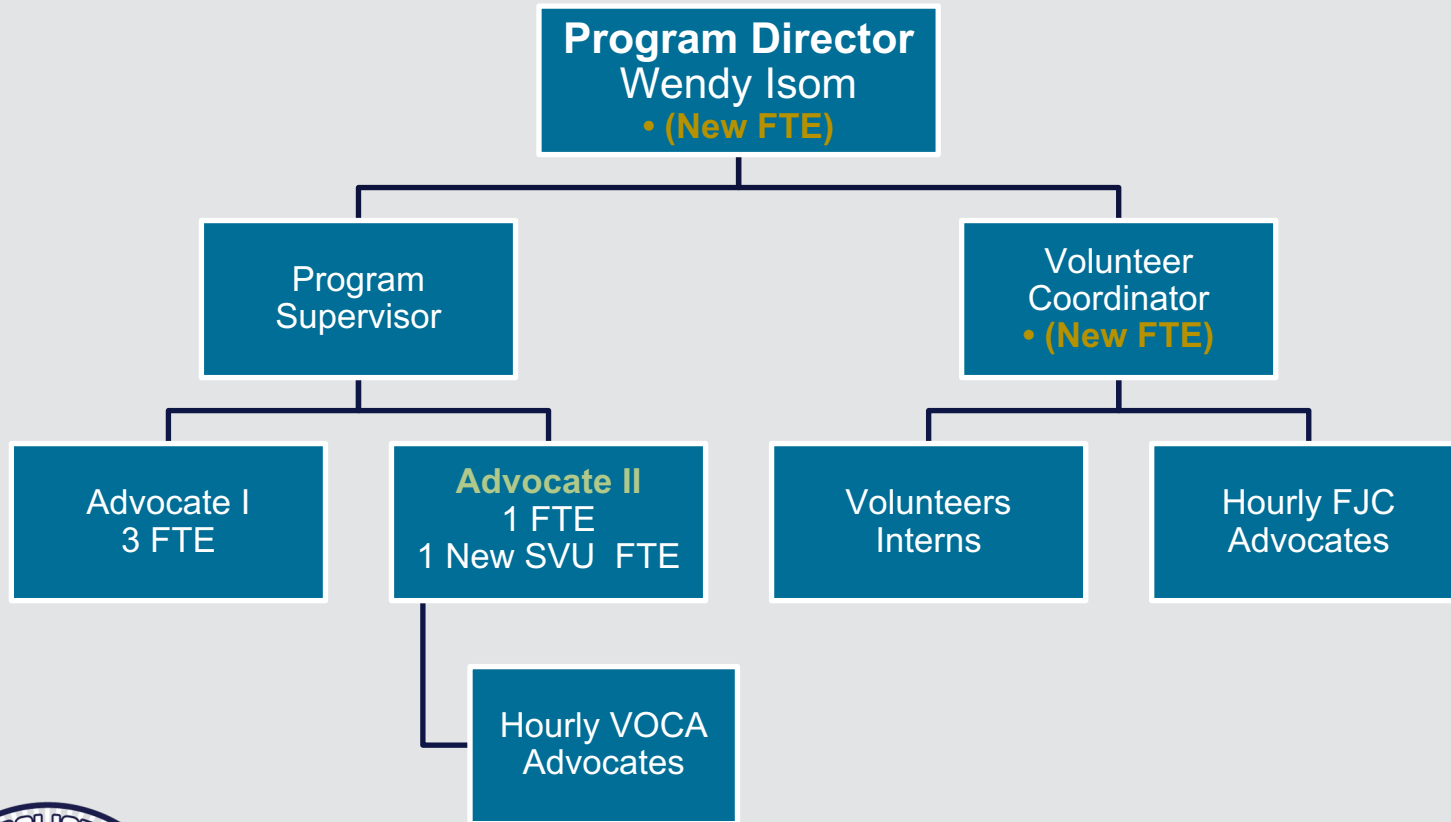 Program Director
Wendy Isom
• (New FTE)
Program
Supervisor
Volunteer
Coordinator
• (New FTE)
Advocate I
3 FTE
Advocate II
1 FTE
1 New SVU FTE
Volunteers
Interns
Hourly FJC
Advocates
Hourly VOCA
Advocates